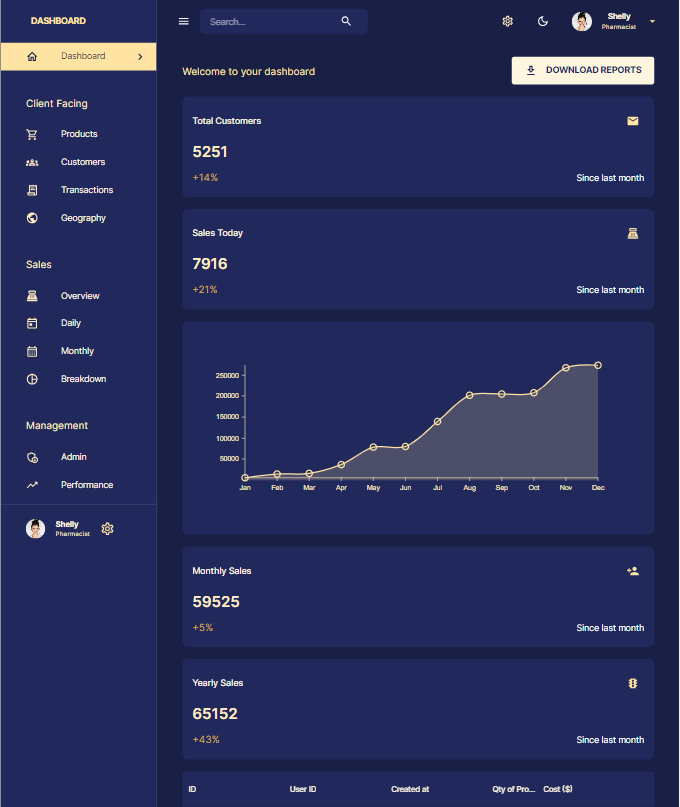 DASHBOARD
Dashboard
Client Facing
Products
Customers
Transactions
Geography
Sales
Overview
Daily
Monthly
Breakdown
Management
Admin
Performance
Shelly
Pharmacist
Search...
Shelly
Pharmacist
Welcome to your dashboard
DOWNLOAD REPORTS
Total Customers
5251
+14%
Since last month
Sales Today
7916
+21%
Since last month
250000
200000
150000
100000
50000
Jan Feb Mar Apr May Jun Jul Aug Sep Oct Nov Dec
Monthly Sales
59525
+5%
Since last month
Yearly Sales
65152
+43%
Since last month
ID User ID Created at Qty of Pro... Cost ($)